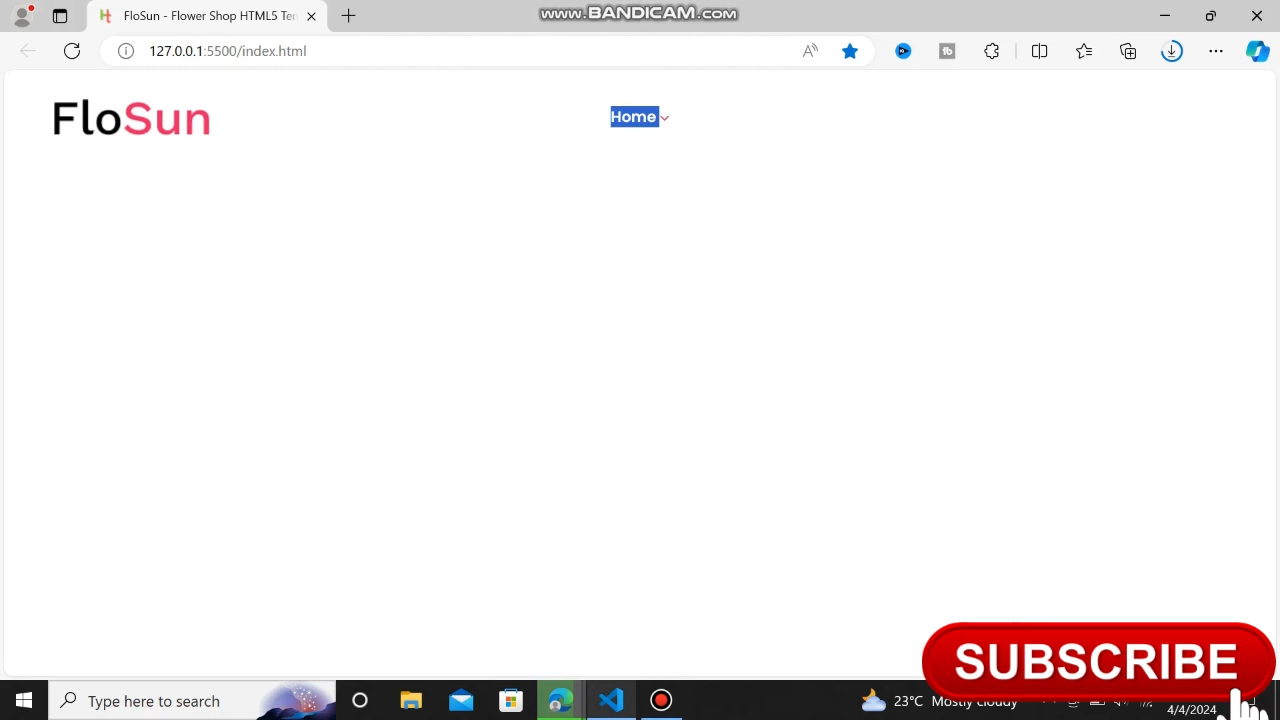 WWW.BANDICAM.COM
FloSun - Flower Shop HTML5 Ten
127.0.0.1:5500/index.html
FloSun
Home
SUBSCRIBE
Type here to search
23°C Mostly cloudy
4/4/2024